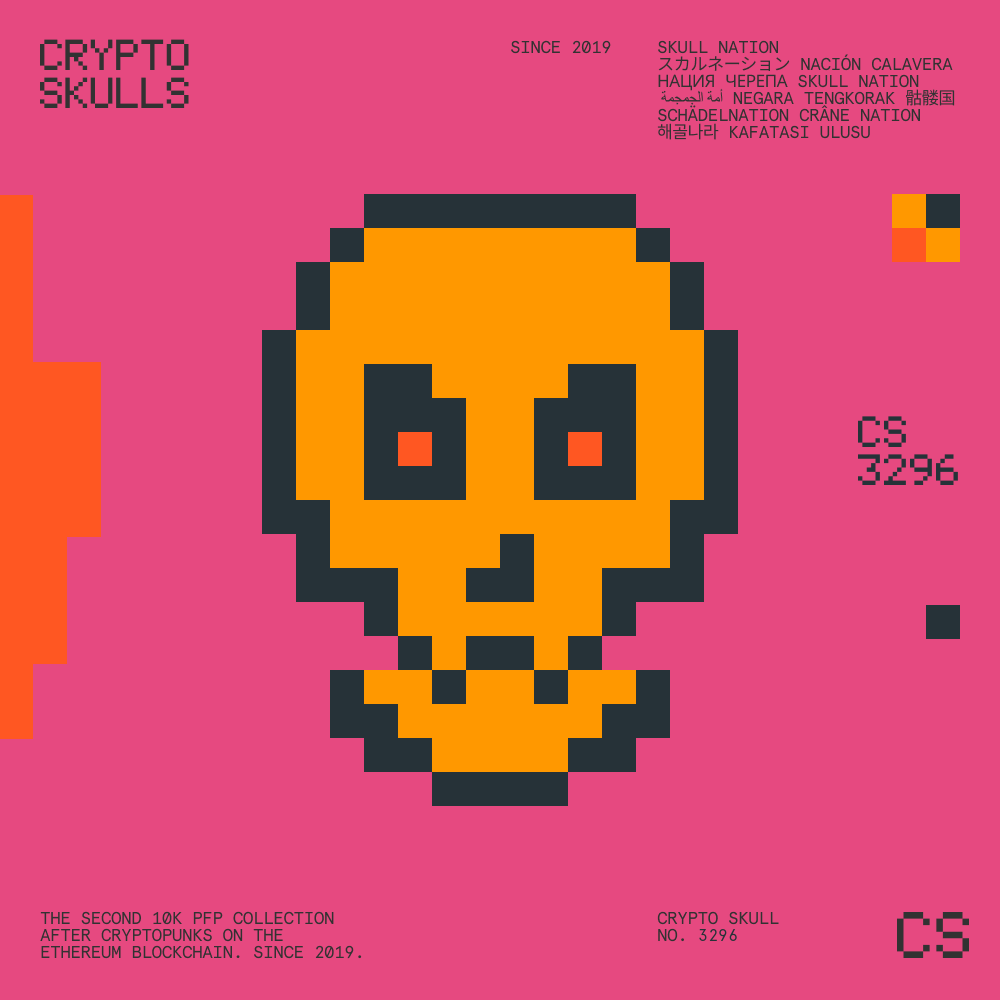 CRYPTO
SKULLS
SINCE 2019
SKULL NATION
スカルネーション NACIÓN CALAVERA
НАЦИЯ ЧЕРЕПА SKULL NATION
أمة الجمجمة NEGARA TENGKORAK 骷髅国
SCHÄDELNATION CRÂNE NATION
해골나라 KAFATASI ULUSU
CS
3296
THE SECOND 10K PFP COLLECTION
AFTER CRYPTOPUNKS ON THE
ETHEREUM BLOCKCHAIN. SINCE 2019.
CRYPTO SKULL
NO. 3296
CS